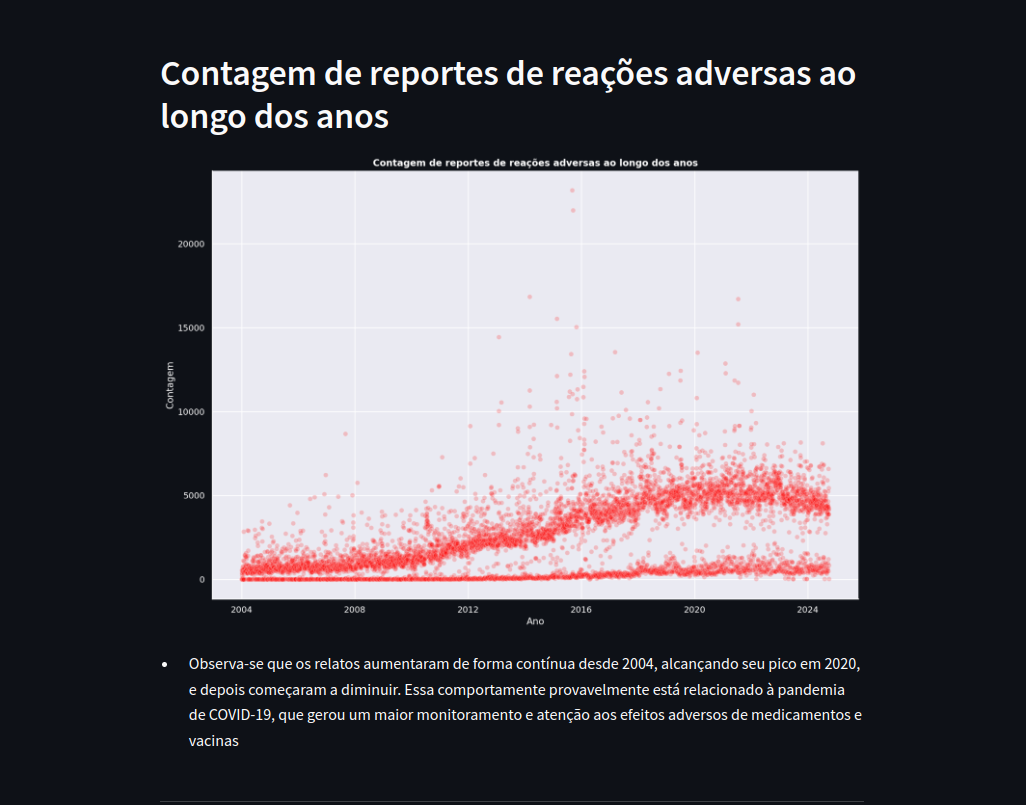 Contagem de reportes de reações adversas ao
longo dos anos
Contagem de reportes de reações adversas ao longo dos anos
20000
15000
10000
5000
0
Contagem
2004 2008 2012 2016 2020 2024
Ano
• Observa-se que os relatos aumentaram de forma contínua desde 2004, alcançando seu pico em 2020,
e depois começaram a diminuir. Essa comportamente provavelmente está relacionado à pandemia
de COVID-19, que gerou um maior monitoramento e atenção aos efeitos adversos de medicamentos e
vacinas